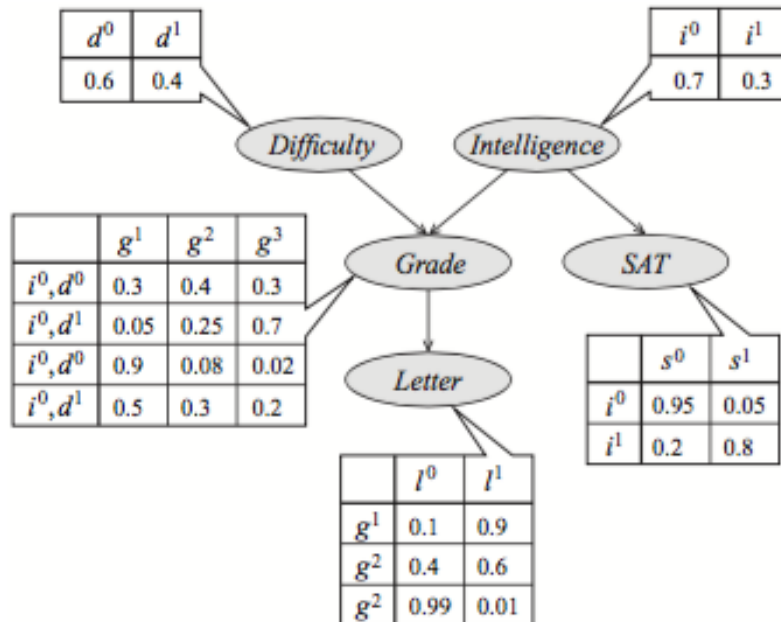 d⁰ d¹
0.6 0.4
i⁰ i¹
0.7 0.3
Difficulty
Intelligence
g¹ g² g³
i⁰,d⁰ 0.3 0.4 0.3
i⁰,d¹ 0.05 0.25 0.7
i⁰,d⁰ 0.9 0.08 0.02
i⁰,d¹ 0.5 0.3 0.2
Grade
SAT
Letter
s⁰ s¹
i⁰ 0.95 0.05
i¹ 0.2 0.8
l⁰ l¹
g¹ 0.1 0.9
g² 0.4 0.6
g² 0.99 0.01